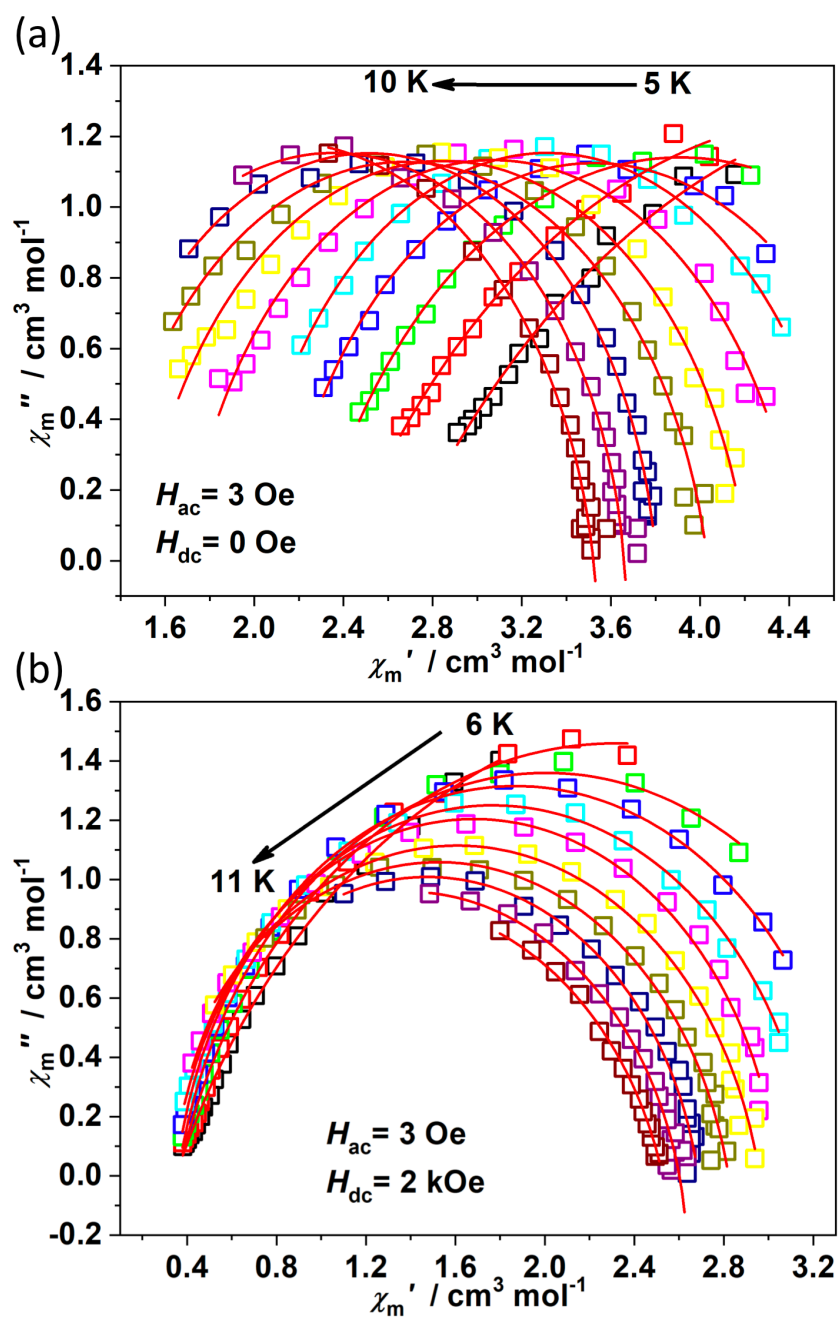 (a)
10 K
5 K
1.4
1.2
1.0
0.8
0.6
0.4
0.2
0.0
χm″ / cm³ mol⁻¹
Hac= 3 Oe
Hdc= 0 Oe
1.6 2.0 2.4 2.8 3.2 3.6 4.0 4.4
χm′ / cm³ mol⁻¹
(b)
6 K
11 K
1.6
1.4
1.2
1.0
0.8
0.6
0.4
0.2
0.0
-0.2
χm″ / cm³ mol⁻¹
Hac= 3 Oe
Hdc= 2 kOe
0.4 0.8 1.2 1.6 2.0 2.4 2.8 3.2
χm′ / cm³ mol⁻¹